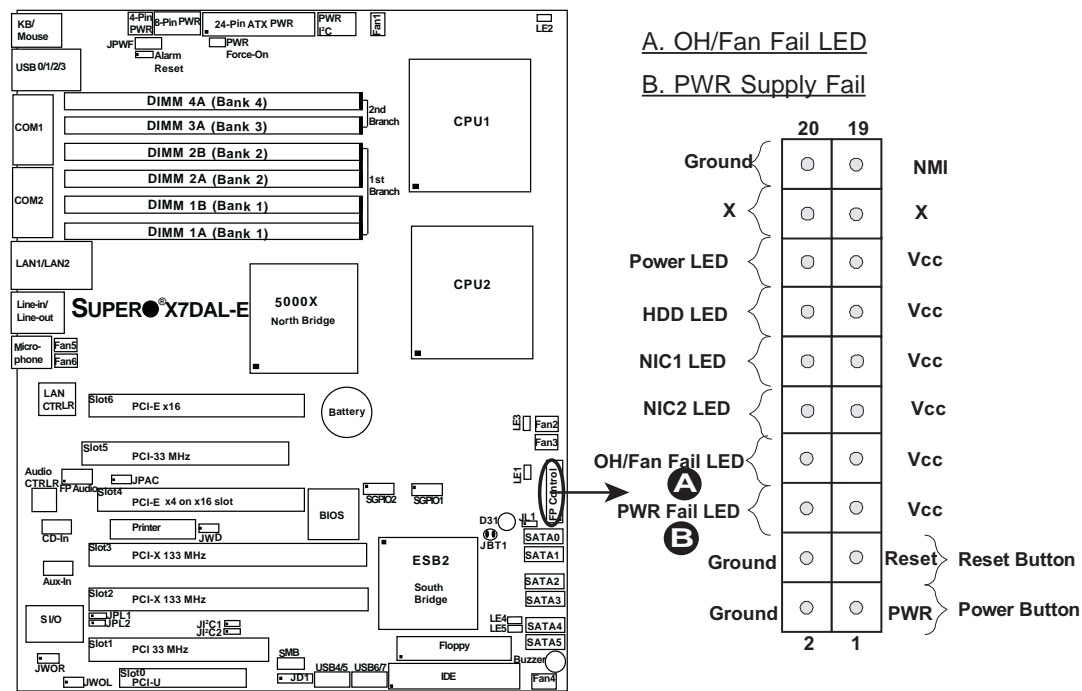 KB/
Mouse
4-Pin
PWR
8-Pin PWR
24-Pin ATX PWR
PWR
I²C
Fan1
LE2
JPWF
Alarm
Reset
PWR
Force-On
USB 0/1/2/3
COM1
COM2
DIMM 4A (Bank 4)
DIMM 3A (Bank 3)
DIMM 2B (Bank 2)
DIMM 2A (Bank 2)
DIMM 1B (Bank 1)
DIMM 1A (Bank 1)
2nd
Branch
1st
Branch
CPU1
CPU2
LAN1/LAN2
Line-in/
Line-out
SUPER®X7DAL-E
5000X
North Bridge
Micro-
phone
Fan5
Fan6
LAN
CTRLR
Slot6
PCI-E x16
Battery
LE3
Fan2
Fan3
Slot5
PCI-33 MHz
Audio
CTRLR
FP Audio
JPAC
LE1
FP Control
Slot4
PCI-E x4 on x16 slot
BIOS
SGPIO2
SGPIO1
Printer
JWD
CD-In
D31
JL1
JBT1
SATA0
SATA1
SATA2
SATA3
SATA4
SATA5
Slot3
PCI-X 133 MHz
Aux-In
ESB2
South
Bridge
Slot2
PCI-X 133 MHz
S I/O
JPL1
JPL2
JI²C1
JI²C2
LE4
LE5
Slot1
PCI 33 MHz
SMB
Floppy
Buzzer
JWOR
JWOL
Slot0
PCI-U
JD1
USB4/5
USB6/7
IDE
Fan4
A. OH/Fan Fail LED
B. PWR Supply Fail
20 19
Ground NMI
X X
Power LED Vcc
HDD LED Vcc
NIC1 LED Vcc
NIC2 LED Vcc
OH/Fan Fail LED Vcc
A
PWR Fail LED Vcc
B
Ground Reset Reset Button
Ground PWR Power Button
2 1